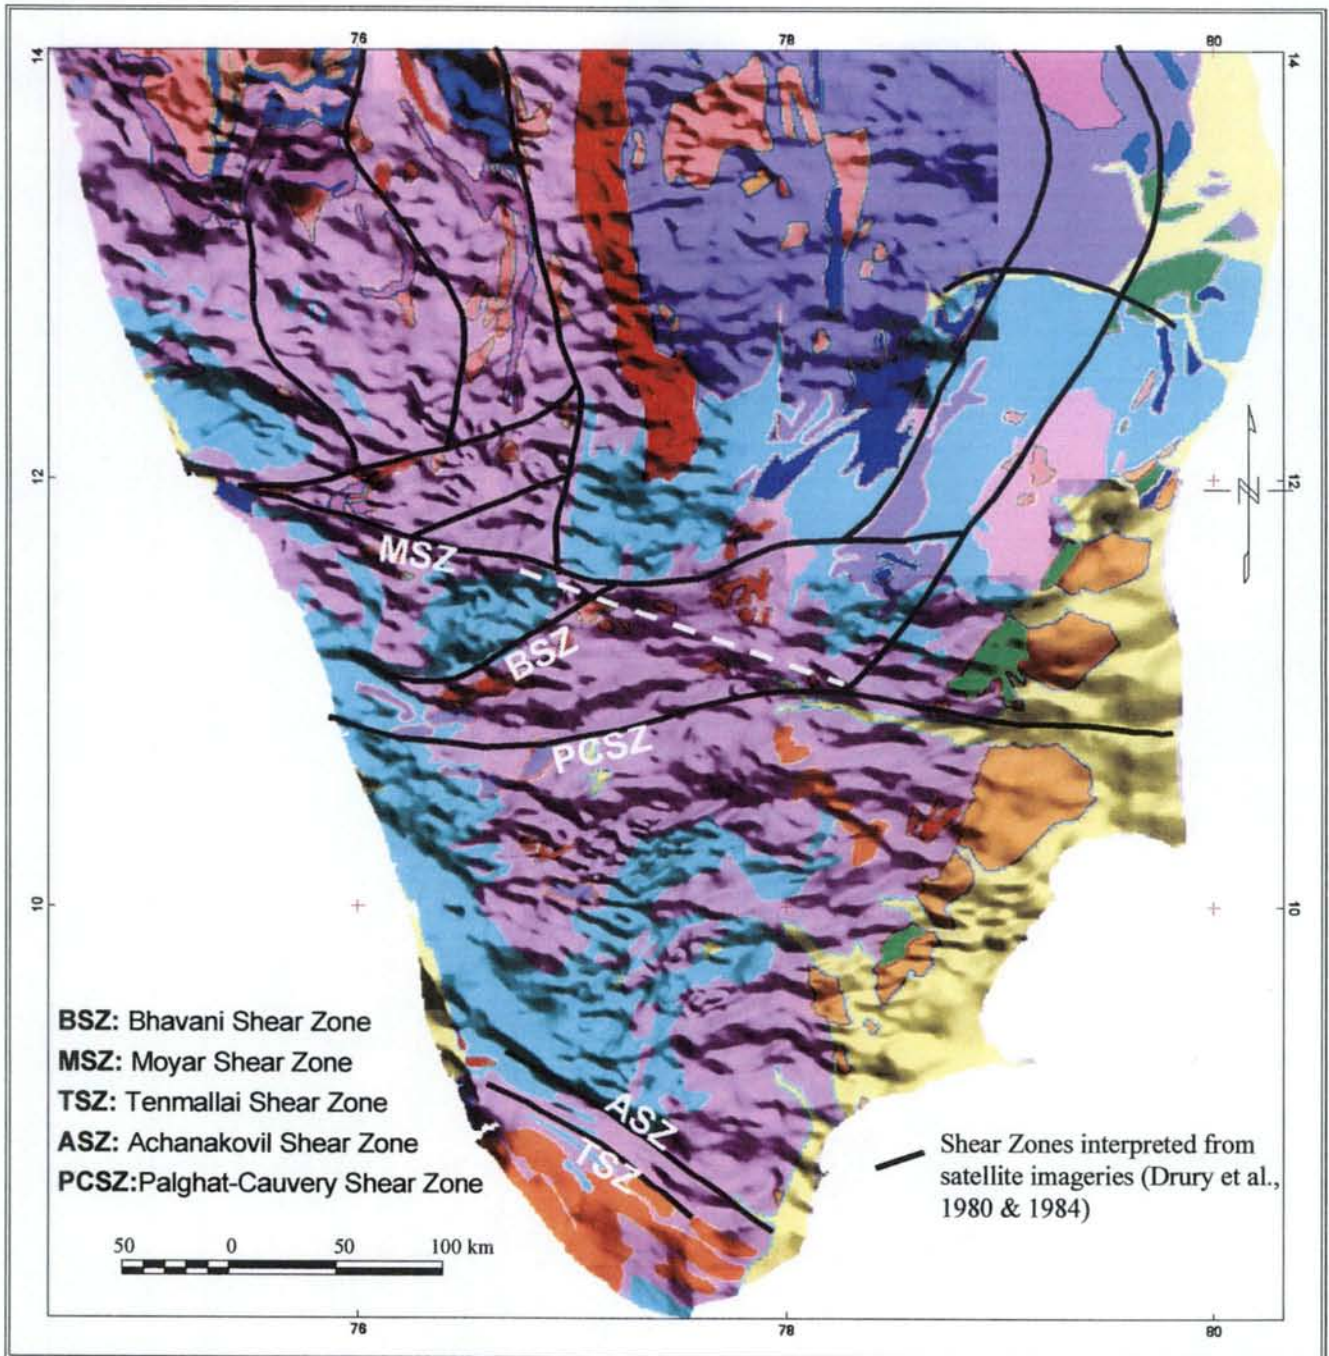 76 78 80
14 14
12 12
N
MSZ
BSZ
PCSZ
10 10
BSZ: Bhavani Shear Zone
MSZ: Moyar Shear Zone
TSZ: Tenmallai Shear Zone
ASZ: Achanakovil Shear Zone
PCSZ:Palghat-Cauvery Shear Zone
ASZ
TSZ
Shear Zones interpreted from
satellite imageries (Drury et al.,
1980 & 1984)
50 0 50 100 km
76 78 80